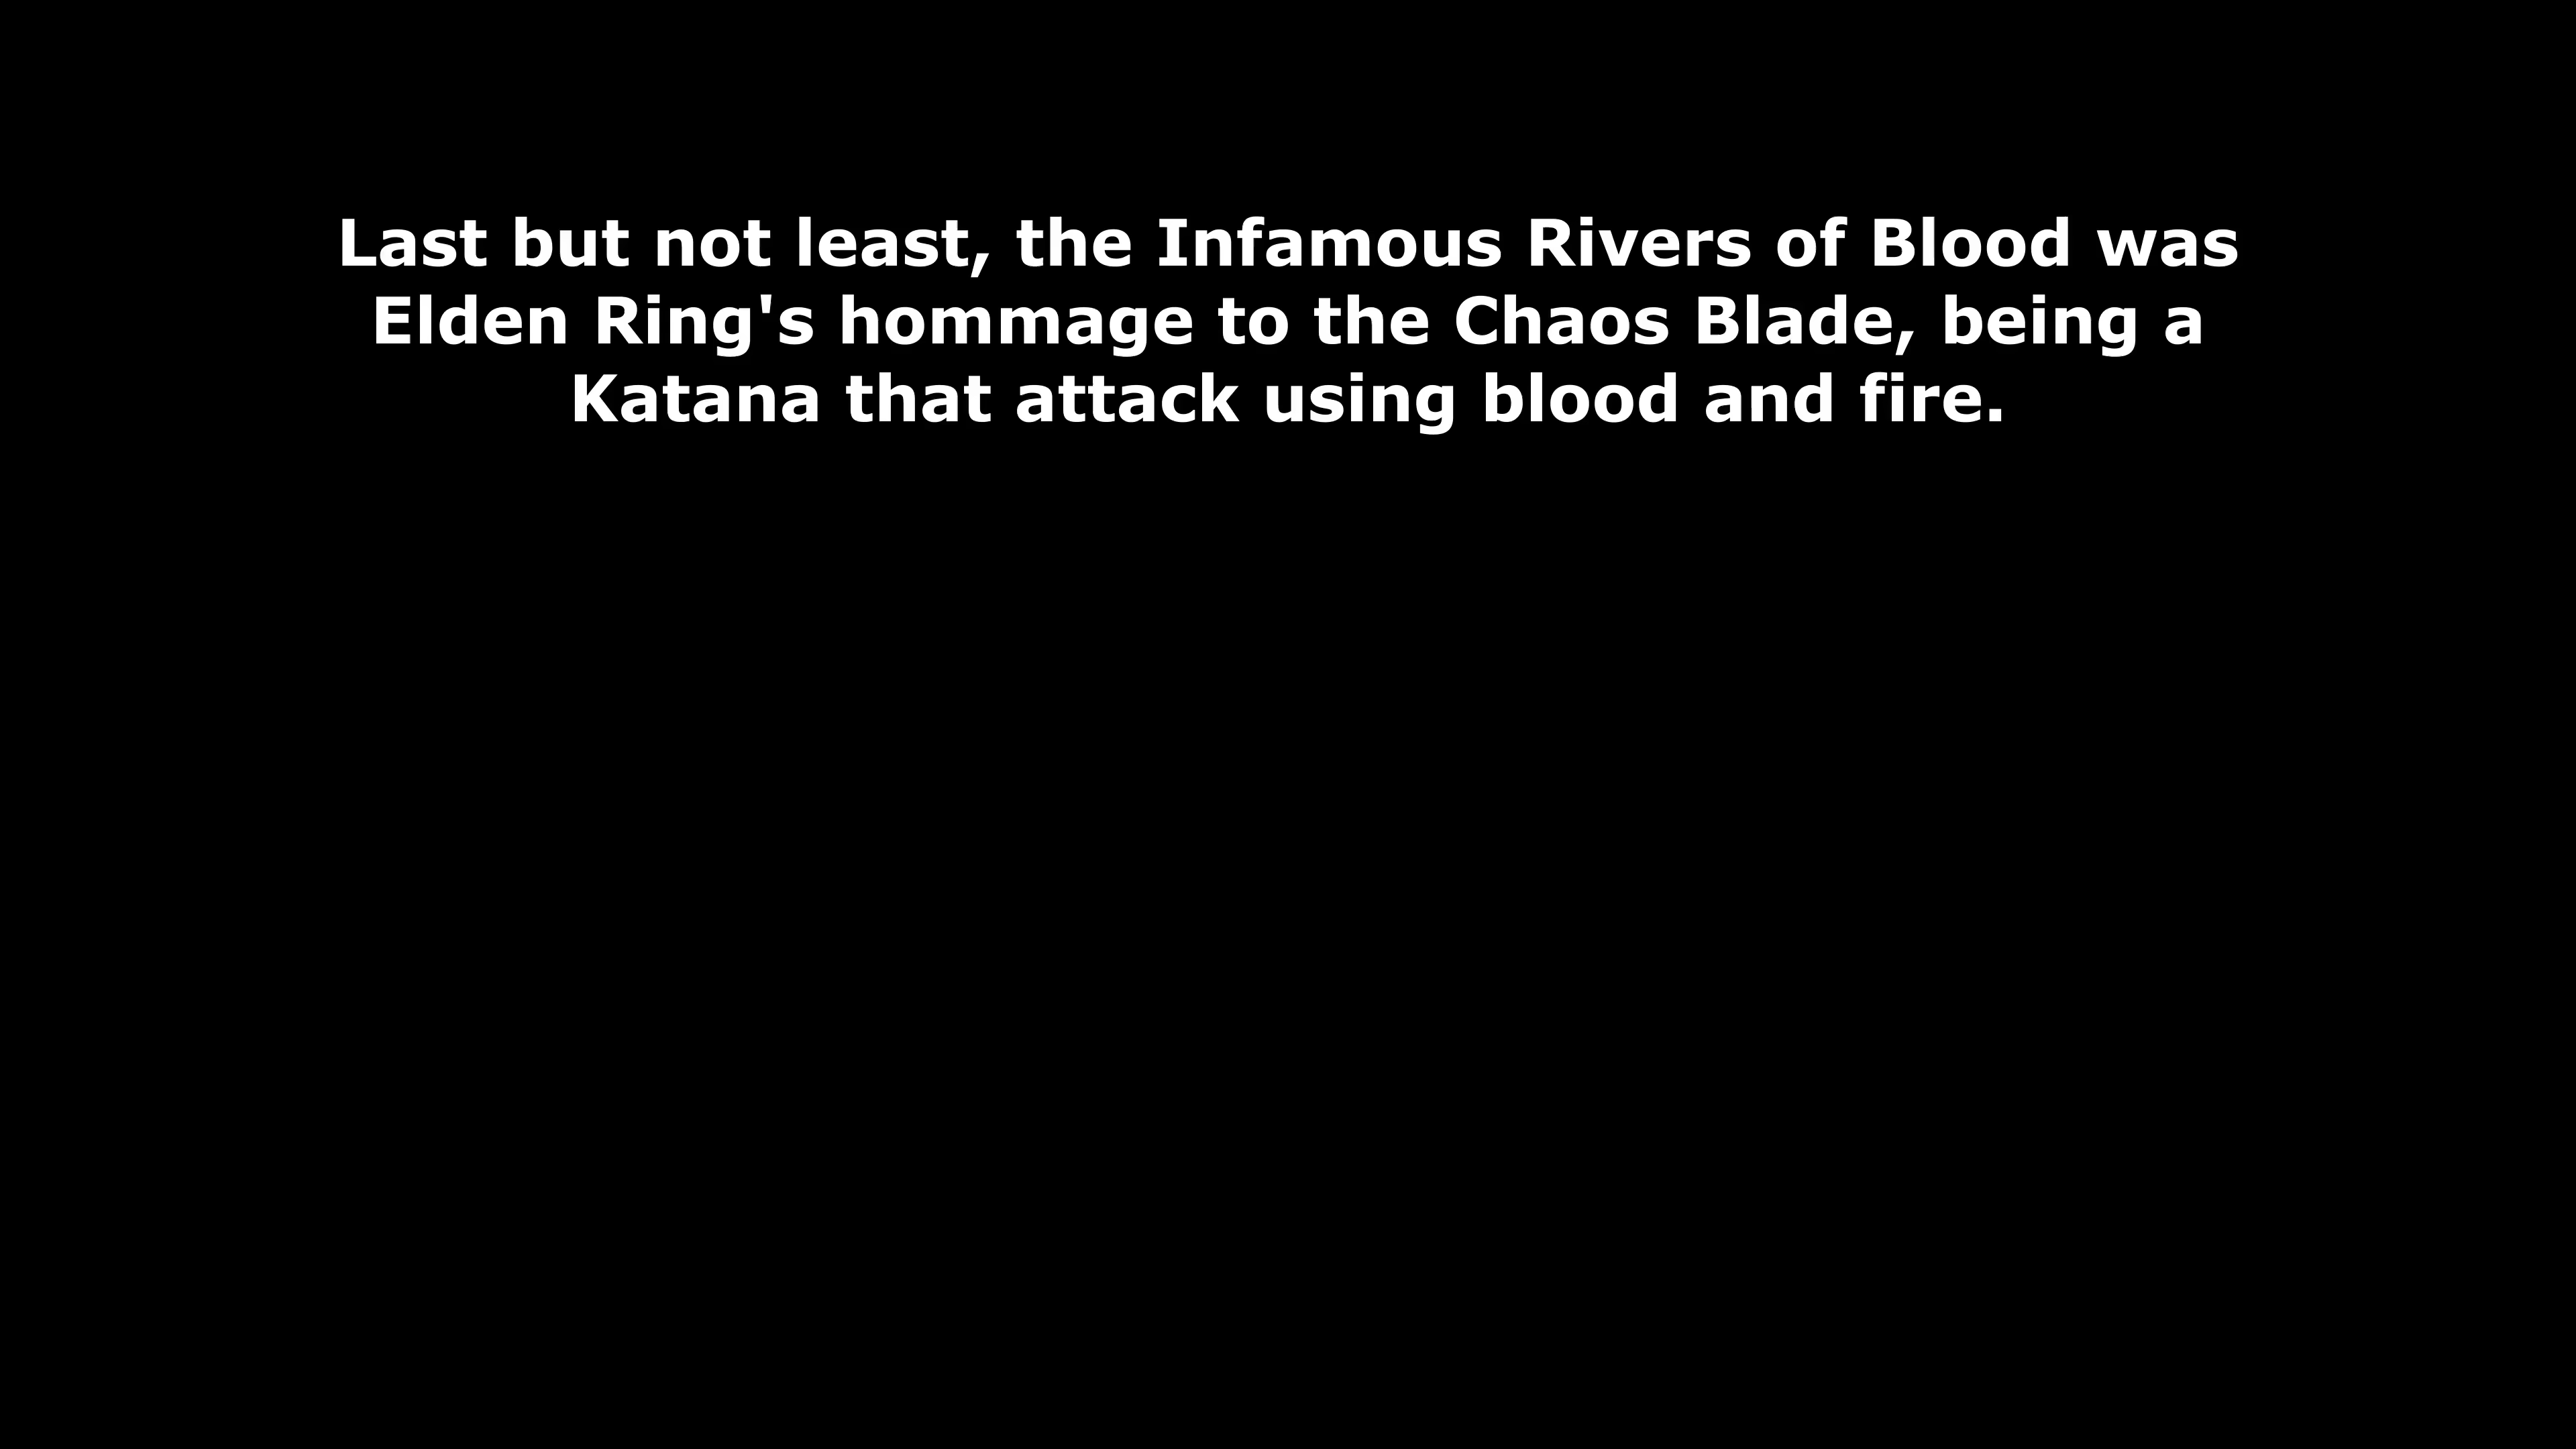 Last but not least, the Infamous Rivers of Blood was
Elden Ring's hommage to the Chaos Blade, being a
Katana that attack using blood and fire.